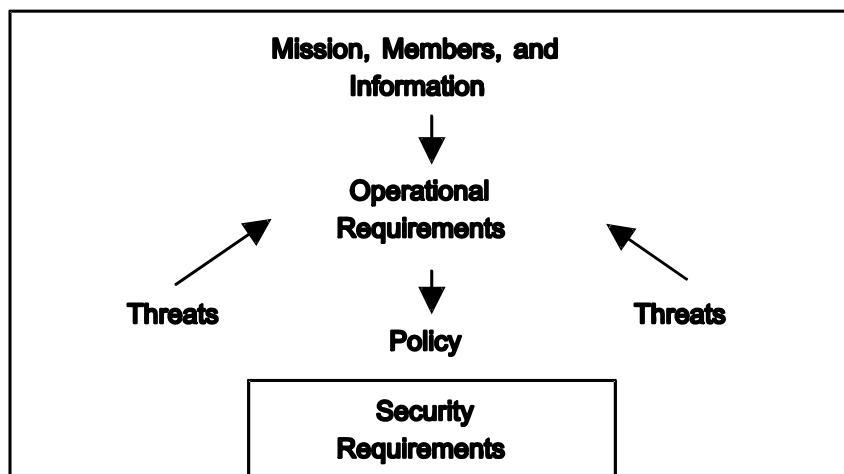 Mission, Members, and
Information
Operational
Requirements
Threats
Threats
Policy
Security
Requirements